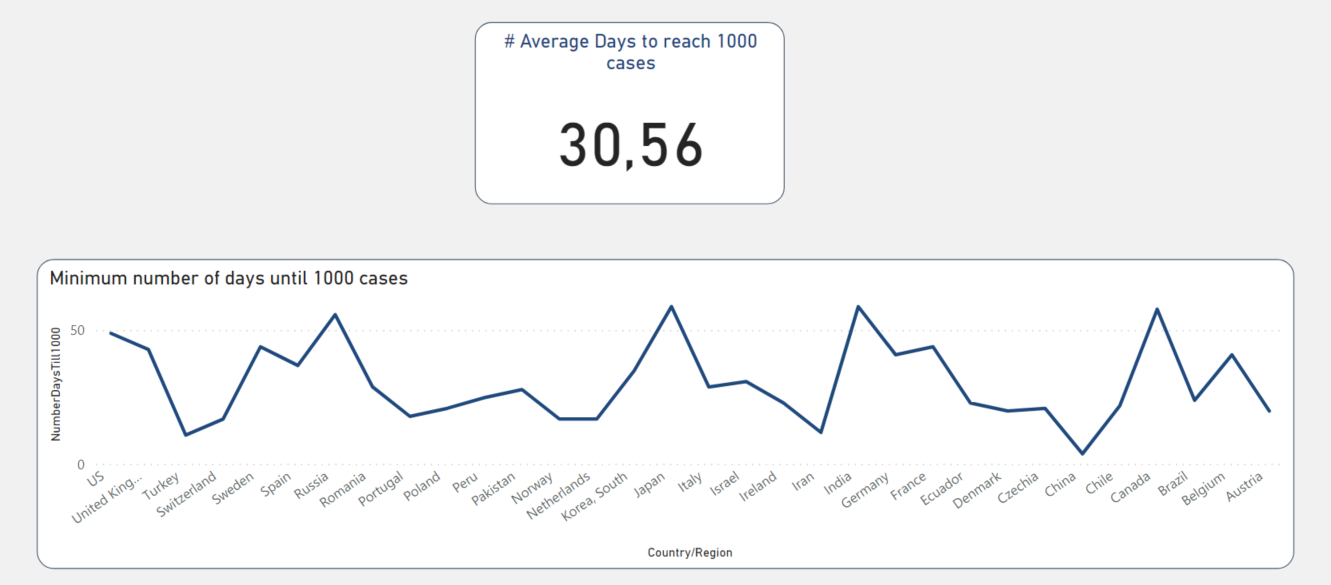 # Average Days to reach 1000
cases
30,56
Minimum number of days until 1000 cases
NumberDaysTill1000
50
0
US
United King...
Turkey
Switzerland
Sweden
Spain
Russia
Romania
Portugal
Poland
Peru
Pakistan
Norway
Netherlands
Korea, South
Japan
Italy
Israel
Ireland
Iran
India
Germany
France
Ecuador
Denmark
Czechia
China
Chile
Canada
Brazil
Belgium
Austria
Country/Region